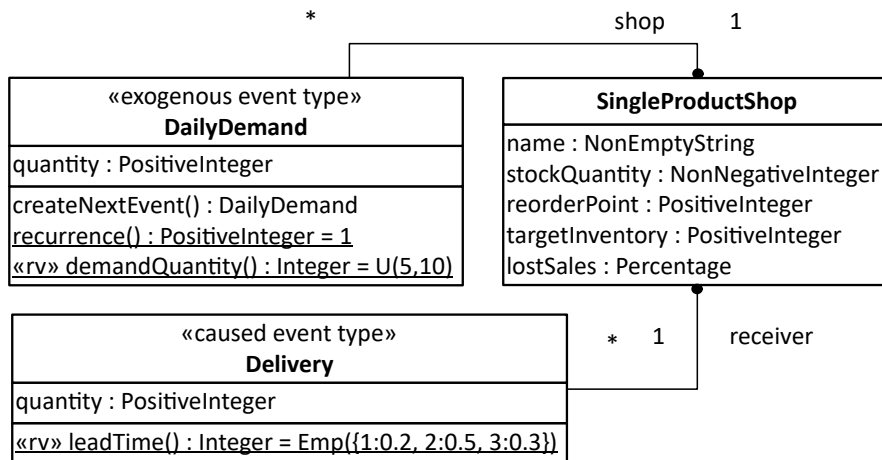 * shop 1
«exogenous event type»
DailyDemand
quantity : PositiveInteger
createNextEvent() : DailyDemand
recurrence() : PositiveInteger = 1
«rv» demandQuantity() : Integer = U(5,10)
SingleProductShop
name : NonEmptyString
stockQuantity : NonNegativeInteger
reorderPoint : PositiveInteger
targetInventory : PositiveInteger
lostSales : Percentage
* 1 receiver
«caused event type»
Delivery
quantity : PositiveInteger
«rv» leadTime() : Integer = Emp({1:0.2, 2:0.5, 3:0.3})